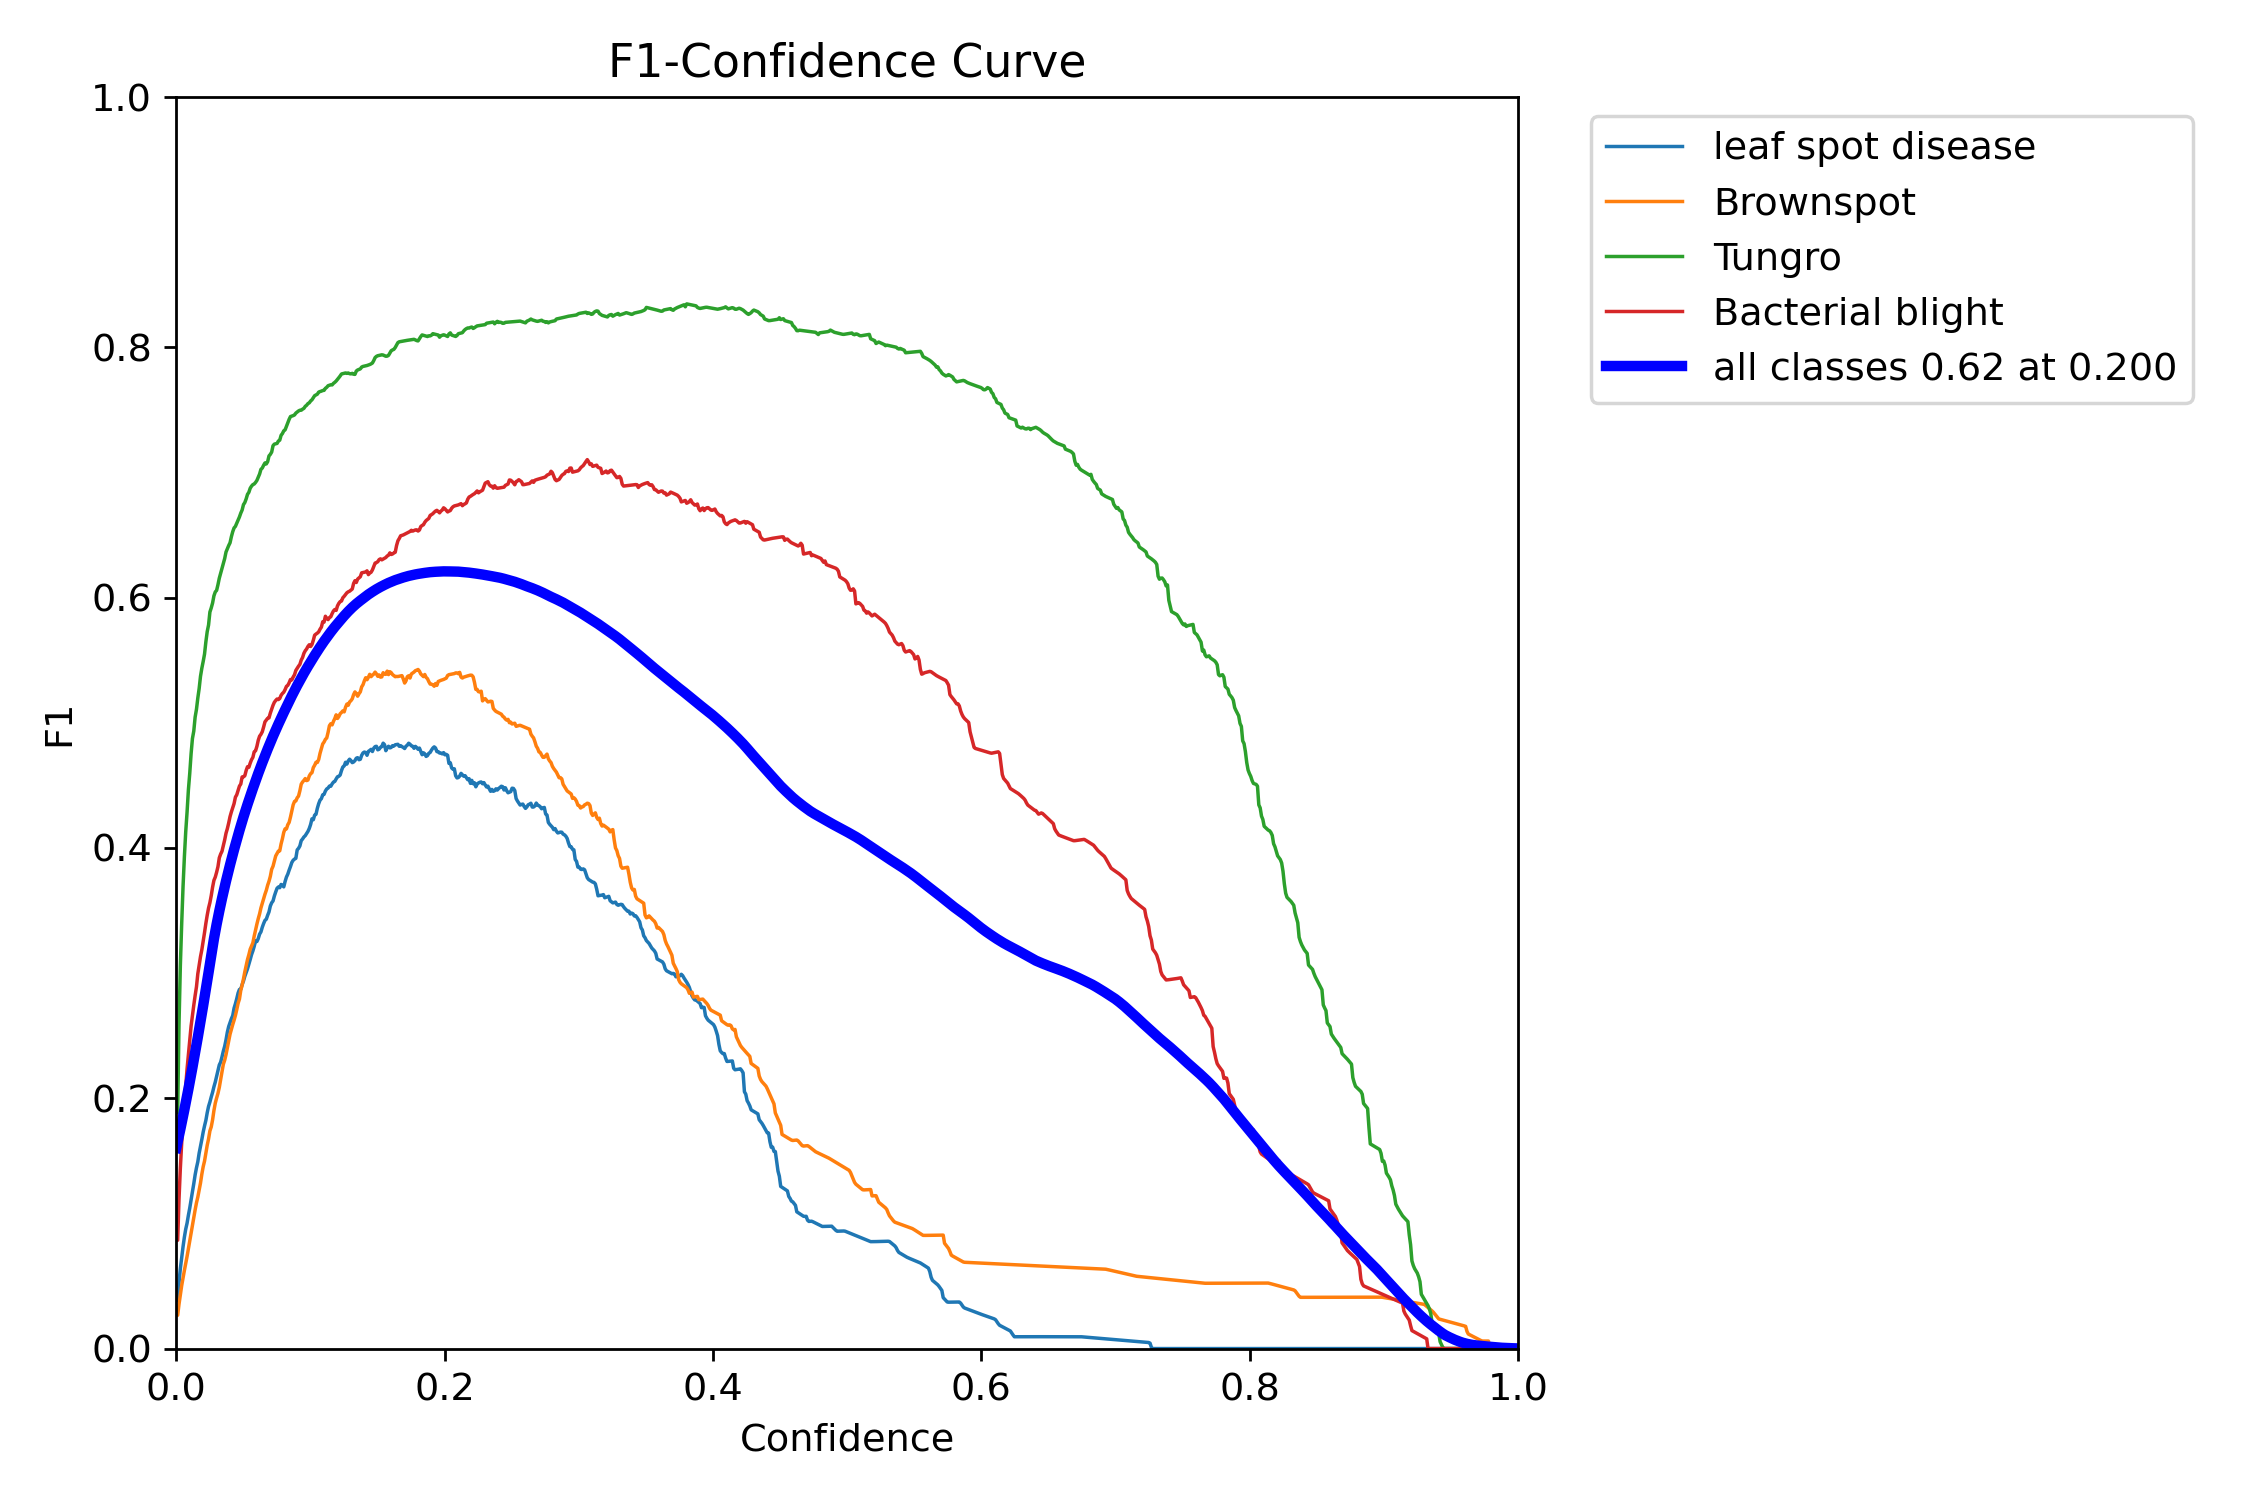 F1-Confidence Curve
1.0
0.8
0.6
0.4
0.2
0.0
F1
0.0 0.2 0.4 0.6 0.8 1.0
Confidence
leaf spot disease
Brownspot
Tungro
Bacterial blight
all classes 0.62 at 0.200